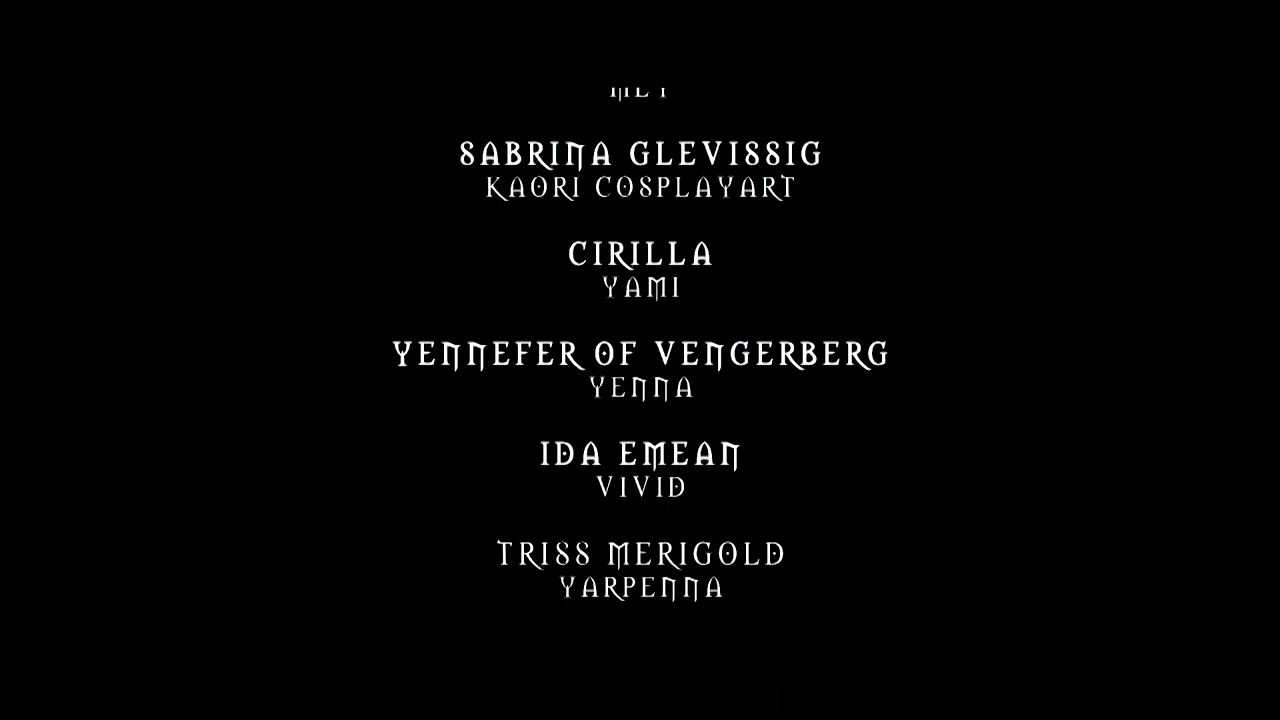 SABRINA GLEVISSIG
KAORI COSPLAYART
CIRILLA
YAMI
YENNEFER OF VENGERBERG
YENNA
IDA EMEAN
VIVID
TRISS MERIGOLD
YARPENNA